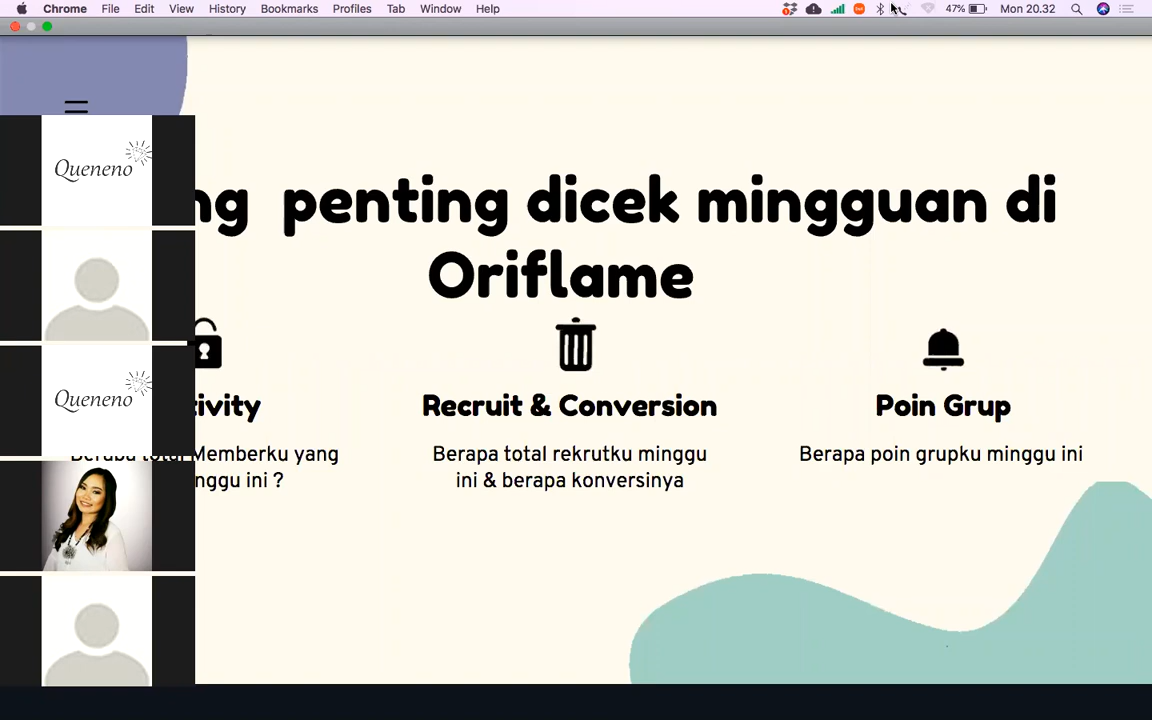 Chrome File Edit View History Bookmarks Profiles Tab Window Help 47% Mon 20.32
Queneno
ng penting dicek mingguan di
Oriflame
Queneno
tivity
Recruit & Conversion
Poin Grup
Memberku yang
nggu ini ?
Berapa total rekrutku minggu
ini & berapa konversinya
Berapa poin grupku minggu ini